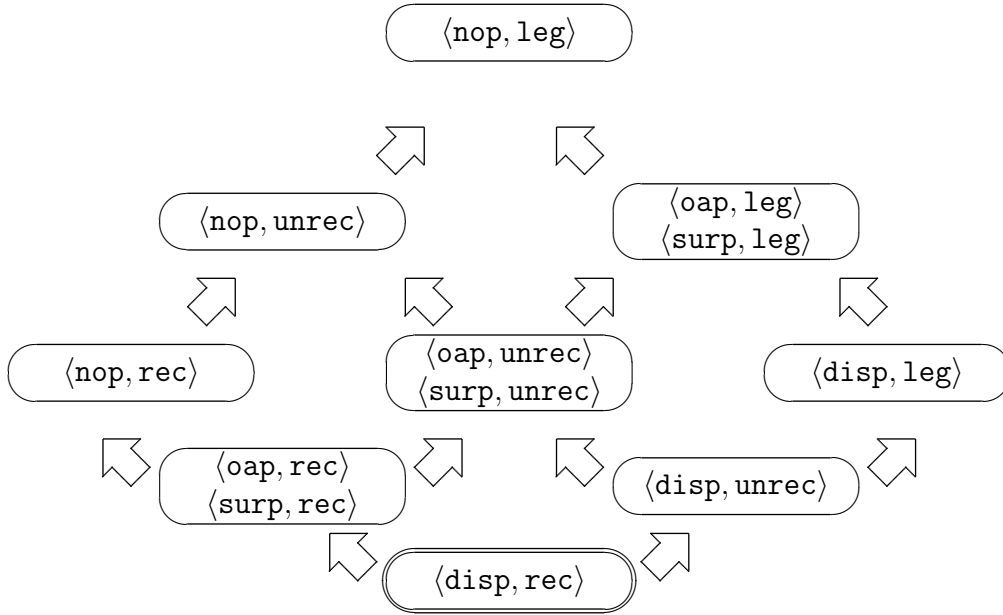 ⟨nop, leg⟩
⟨nop, unrec⟩
⟨oap, leg⟩
⟨surp, leg⟩
⟨nop, rec⟩
⟨oap, unrec⟩
⟨surp, unrec⟩
⟨disp, leg⟩
⟨oap, rec⟩
⟨surp, rec⟩
⟨disp, unrec⟩
⟨disp, rec⟩